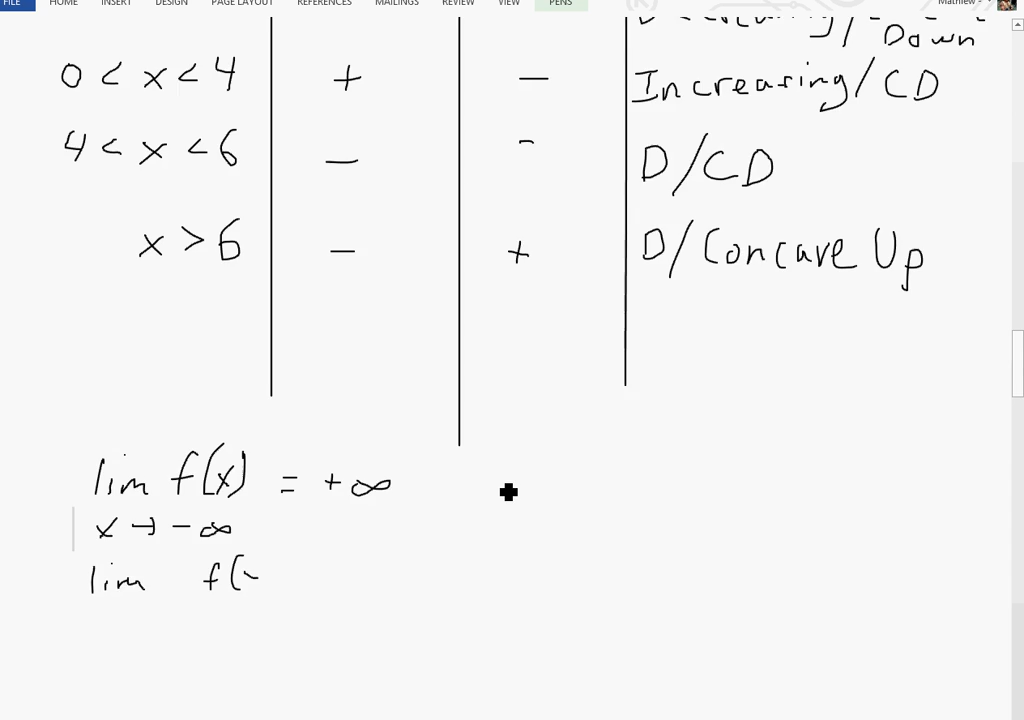 FILE HOME INSERT DESIGN PAGE LAYOUT REFERENCES MAILINGS REVIEW VIEW PENS Mathew
Down
0 < x < 4 + - Increasing/CD
4 < x < 6 - - D/CD
x > 6 - + D/Concave Up
lim f(x) = +∞
x → -∞
lim f(